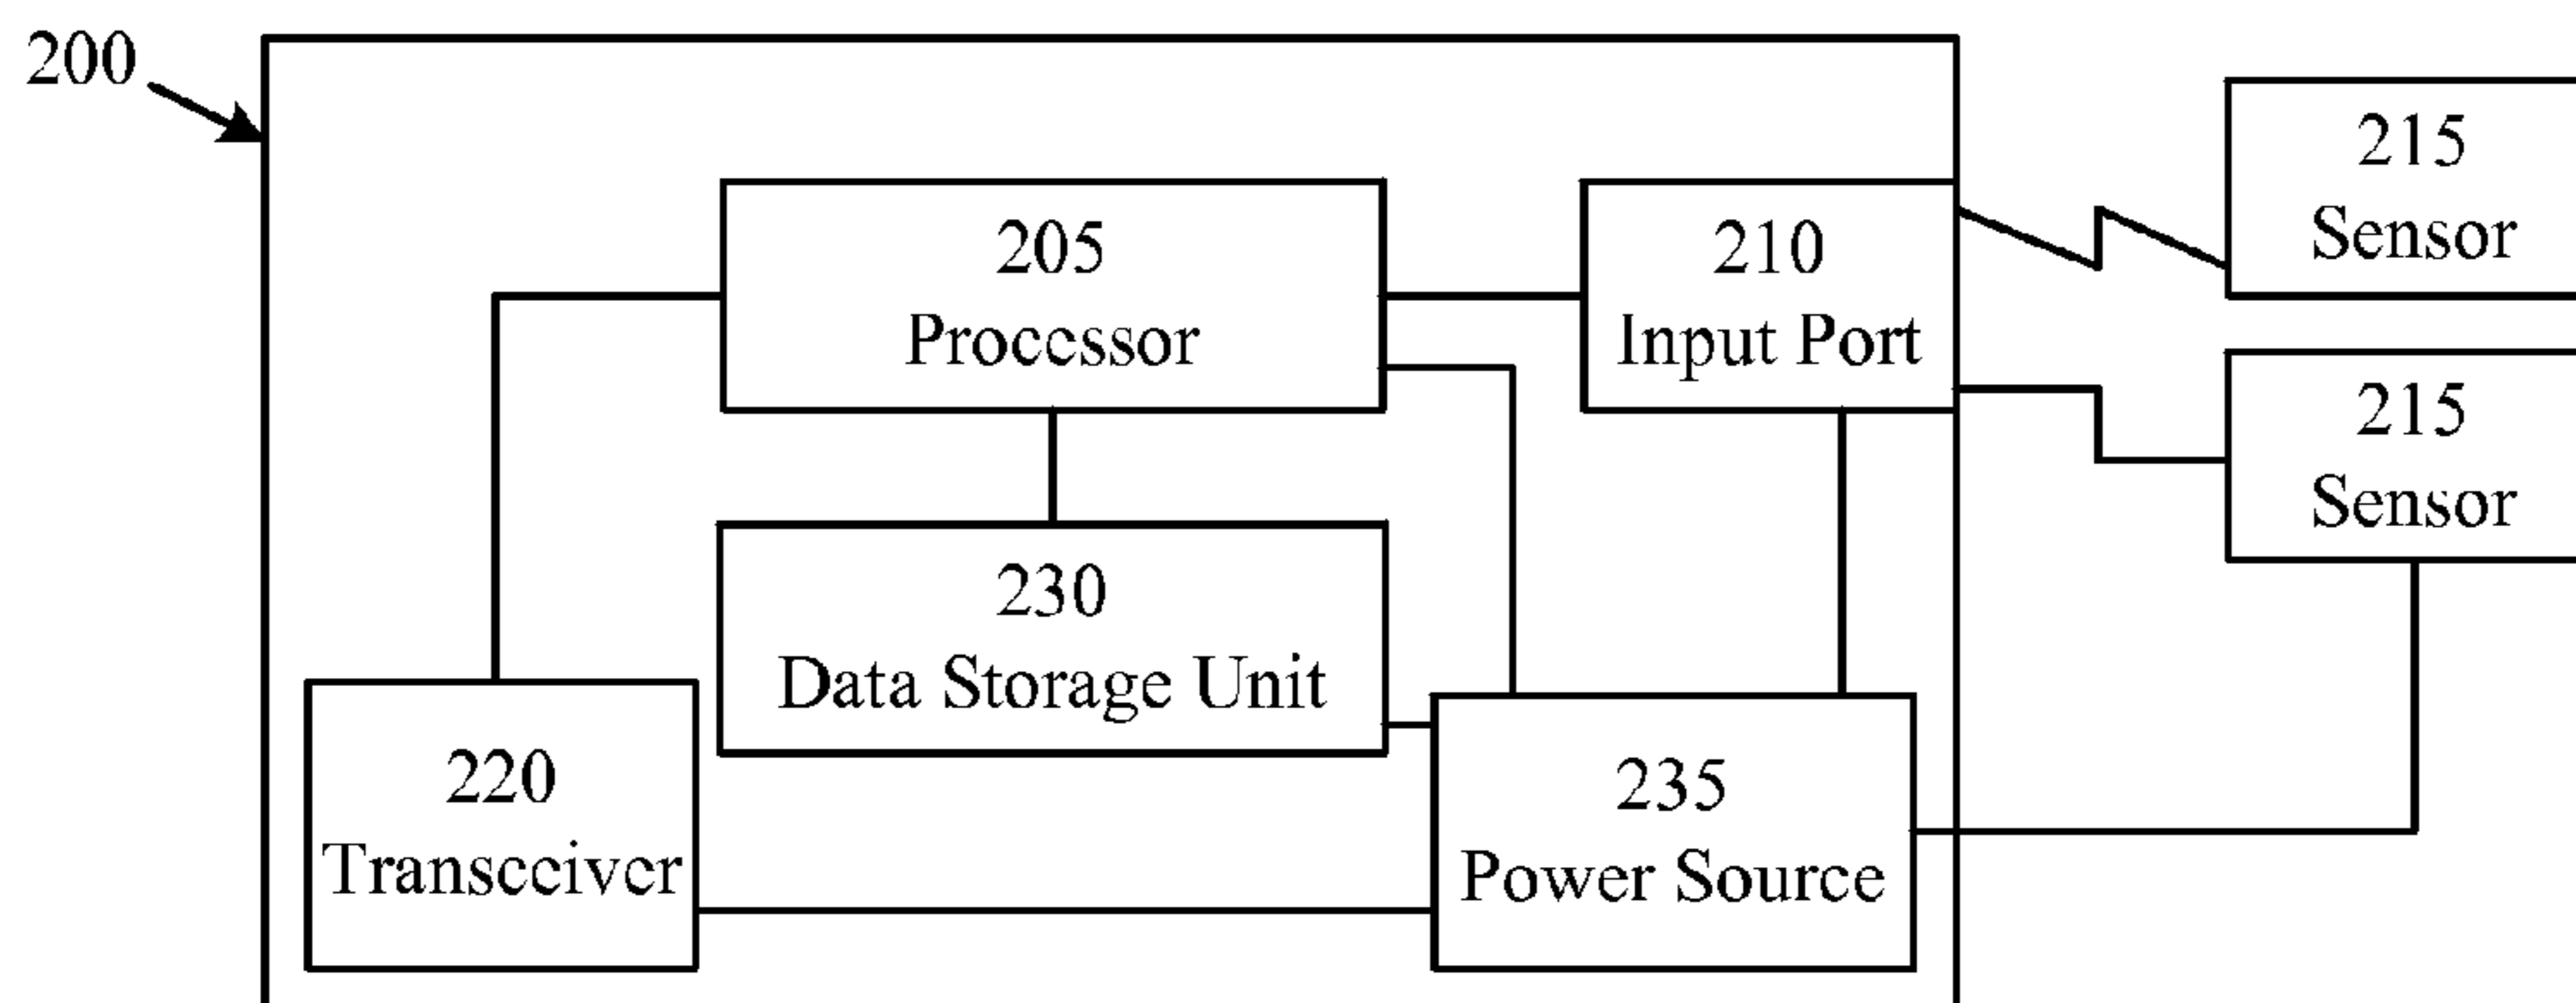 200
215
Sensor
205
Processor
210
Input Port
215
Sensor
230
Data Storage Unit
220
Transceiver
235
Power Source